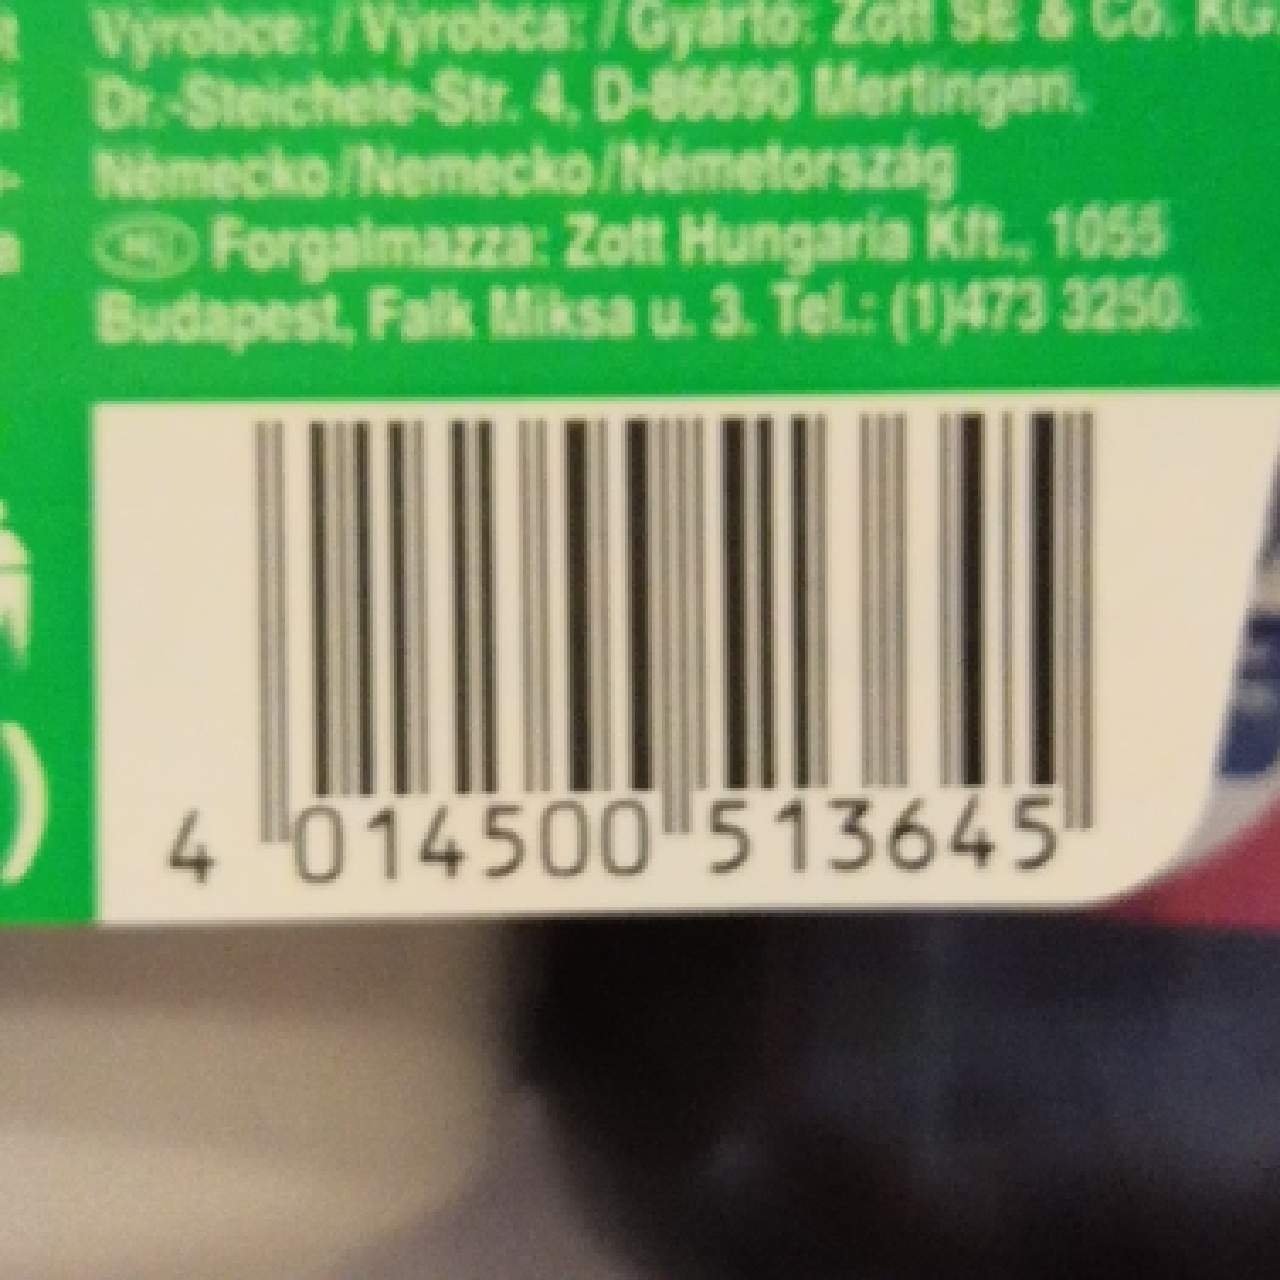 Výrobce: /Výrobca: /Gyártó: Zott SE & Co. KG,
Dr.-Steichele-Str. 4, D-86690 Mertingen,
Německo/Nemecko/Németország
Forgalmazza: Zott Hungária Kft., 1055
Budapest, Falk Miksa u. 3. Tel.: (1)473 3250.
4 014500 513645